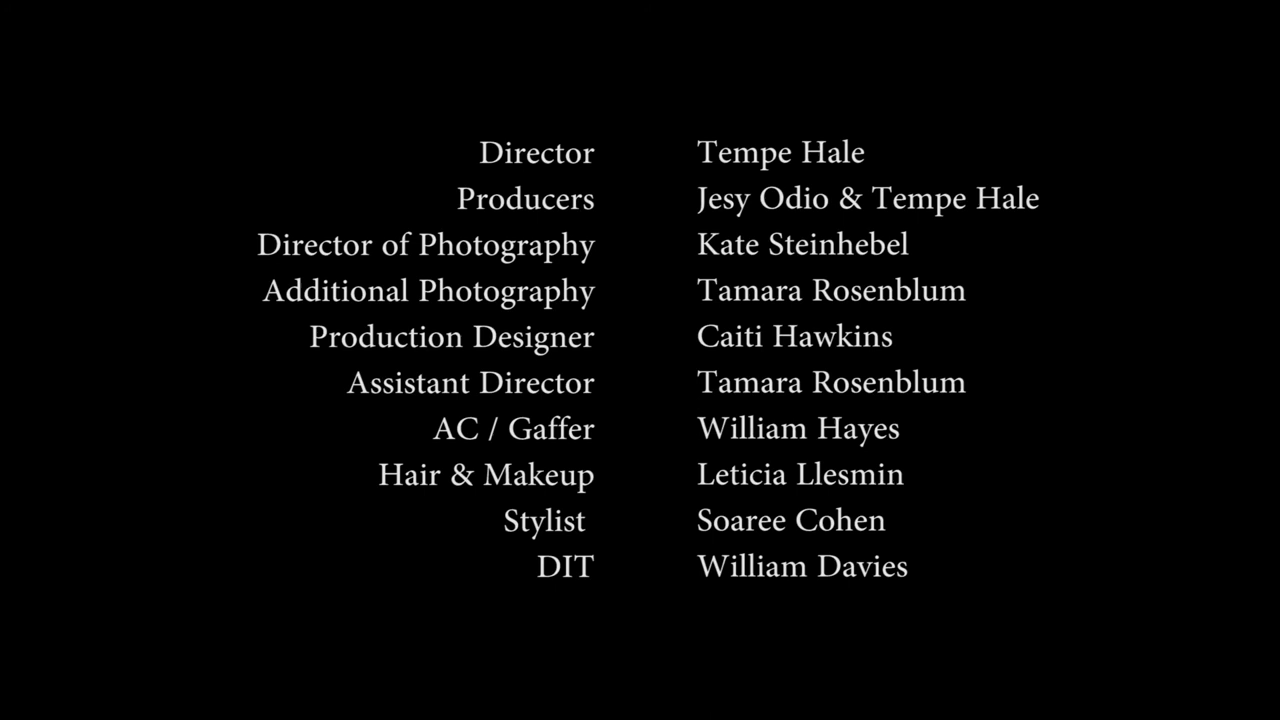 Director Tempe Hale
Producers Jesy Odio & Tempe Hale
Director of Photography Kate Steinhebel
Additional Photography Tamara Rosenblum
Production Designer Caiti Hawkins
Assistant Director Tamara Rosenblum
AC / Gaffer William Hayes
Hair & Makeup Leticia Llesmin
Stylist Soaree Cohen
DIT William Davies